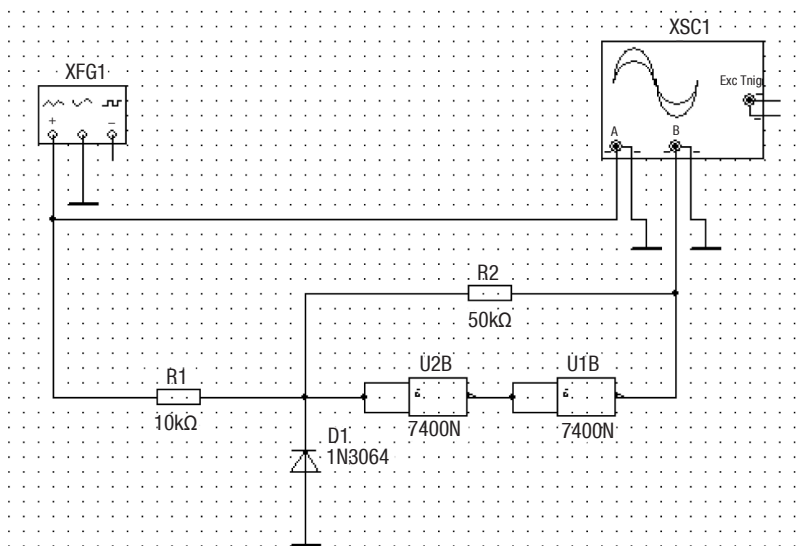 XSC1
XFG1
Exc Tnig
+
–
A
B
–
–
–
–
–
–
R2
50kΩ
U2B
U1B
R1
10kΩ
7400N
7400N
D1
1N3064